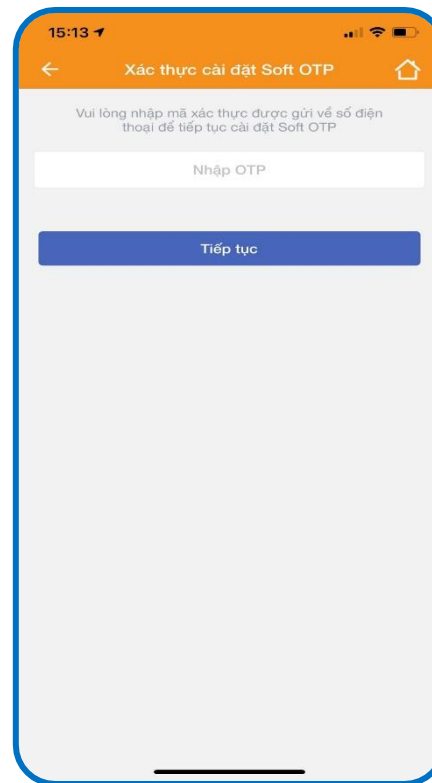 15:13
Xác thực cài đặt Soft OTP
Vui lòng nhập mã xác thực được gửi về số điện
thoại để tiếp tục cài đặt Soft OTP
Nhập OTP
Tiếp tục